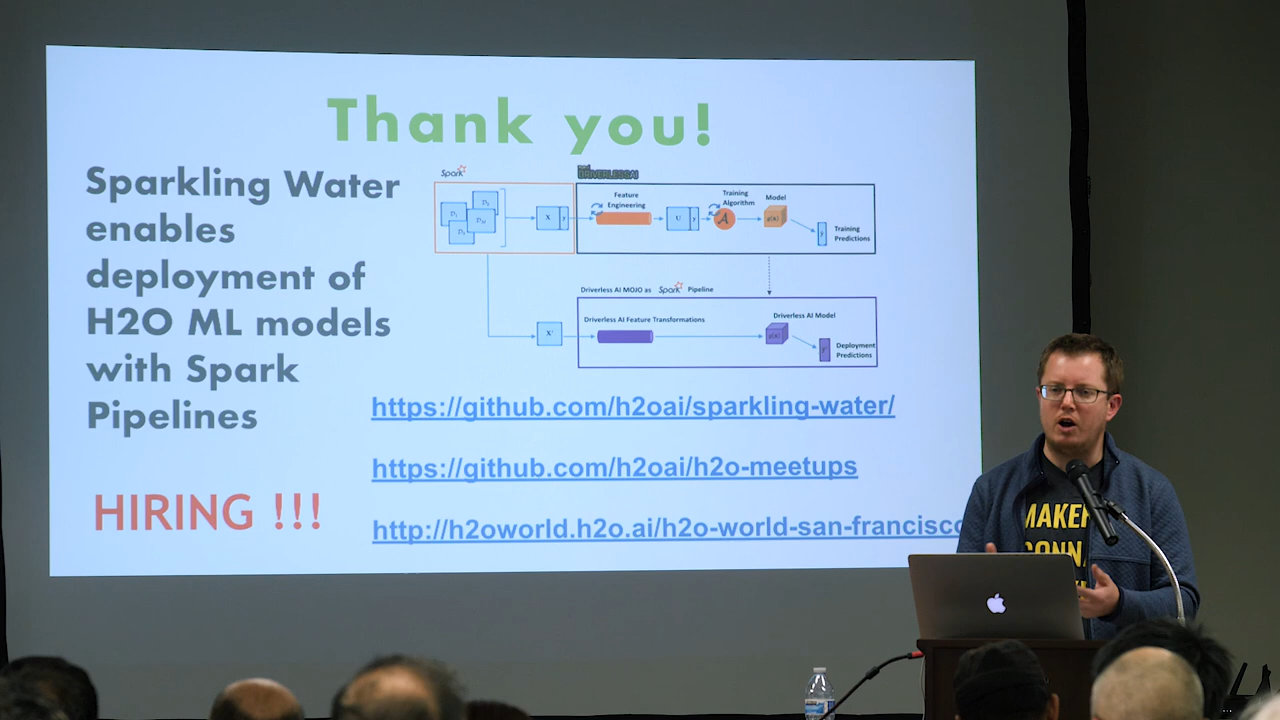 Thank you!
Sparkling Water
enables
deployment of
H2O ML models
with Spark
Pipelines
HIRING !!!
Spark
DRIVERLESSAI
Feature
Engineering
Training
Algorithm
Model
X
y
U
y
A
Training
Predictions
Driverless AI MOJO as Spark Pipeline
Driverless AI Feature Transformations
Driverless AI Model
X'
Deployment
Predictions
https://github.com/h2oai/sparkling-water/
https://github.com/h2oai/h2o-meetups
http://h2oworld.h2o.ai/h2o-world-san-francisco
MAKER